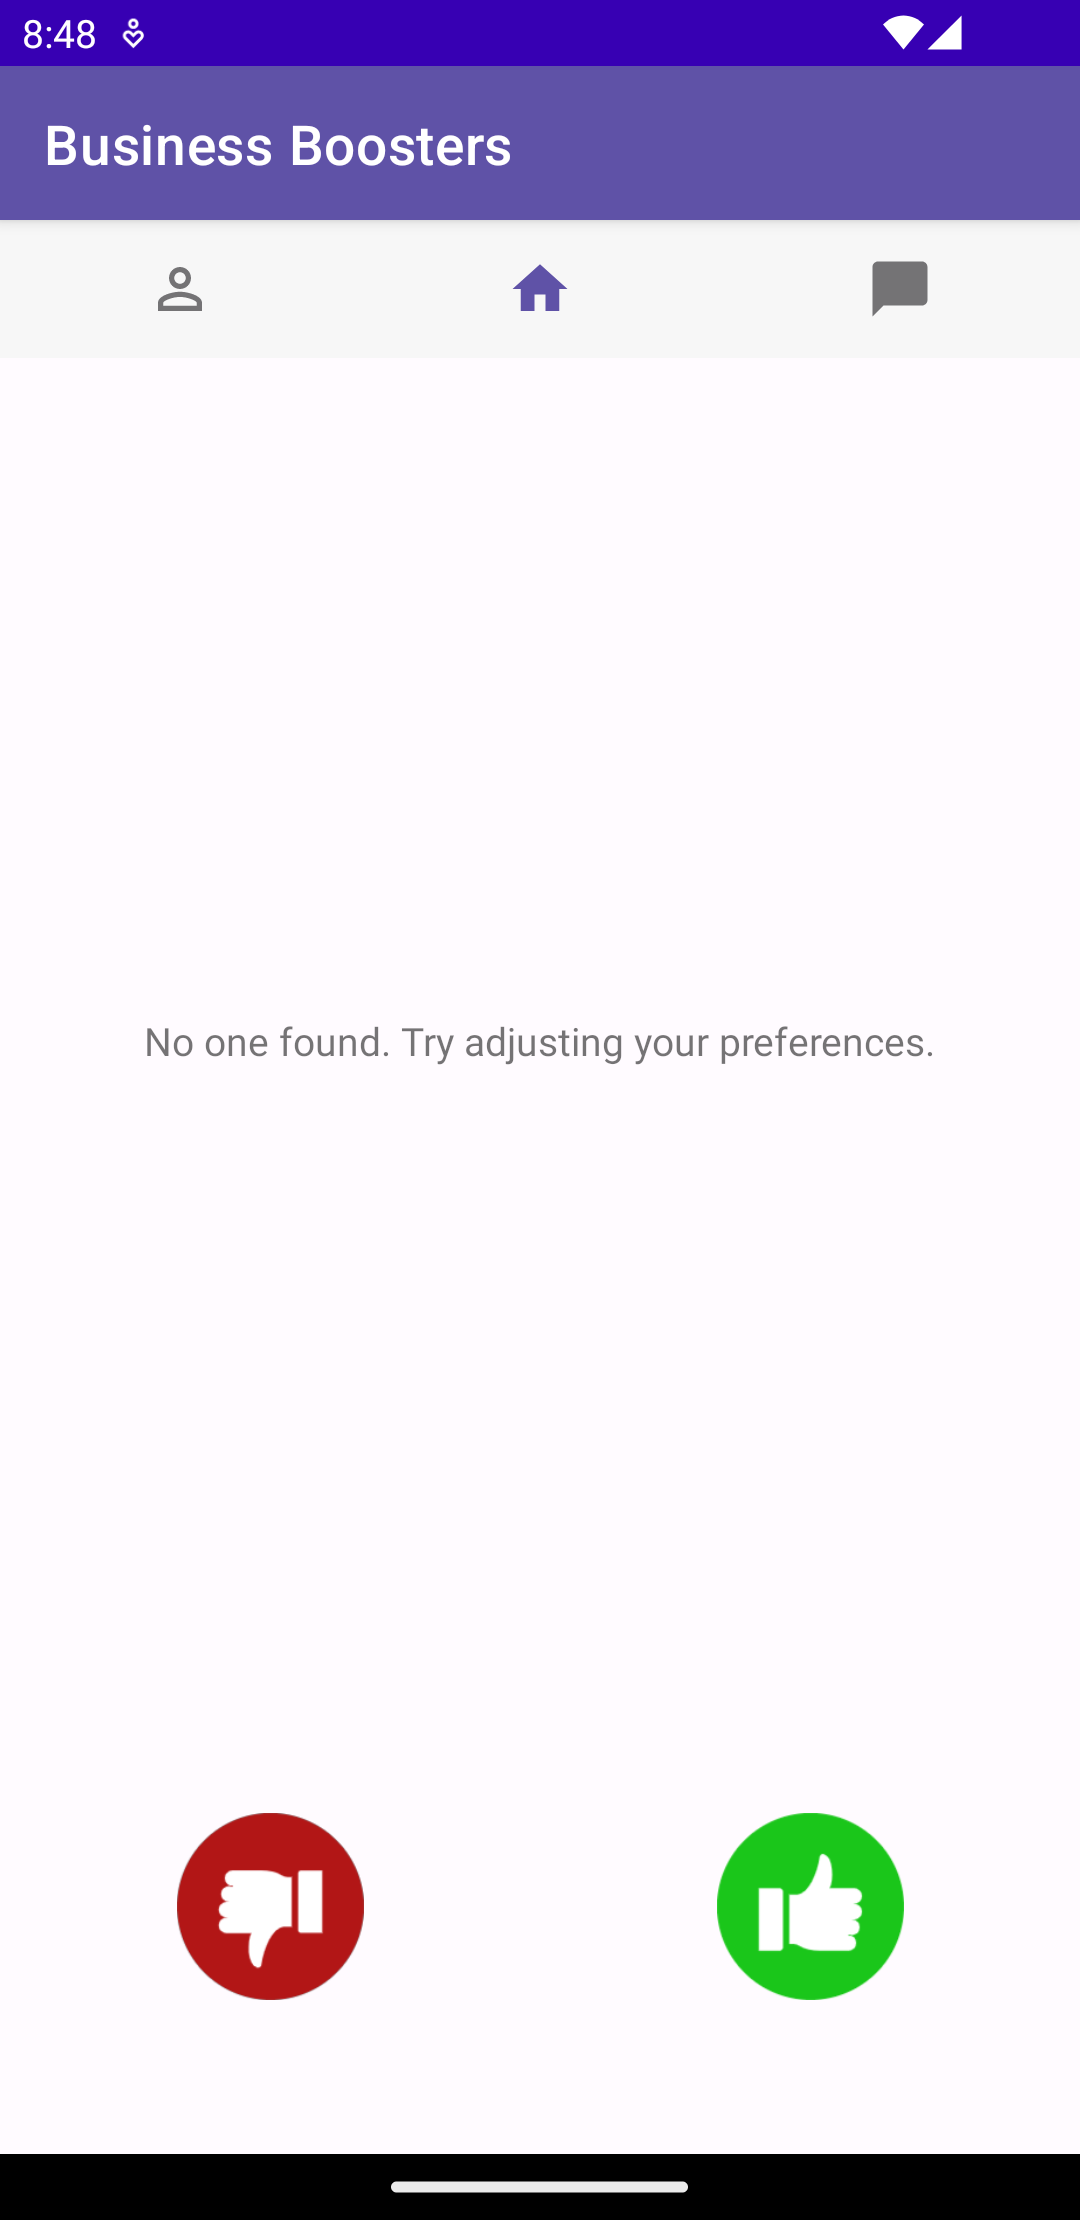 8:48
Business Boosters
No one found. Try adjusting your preferences.